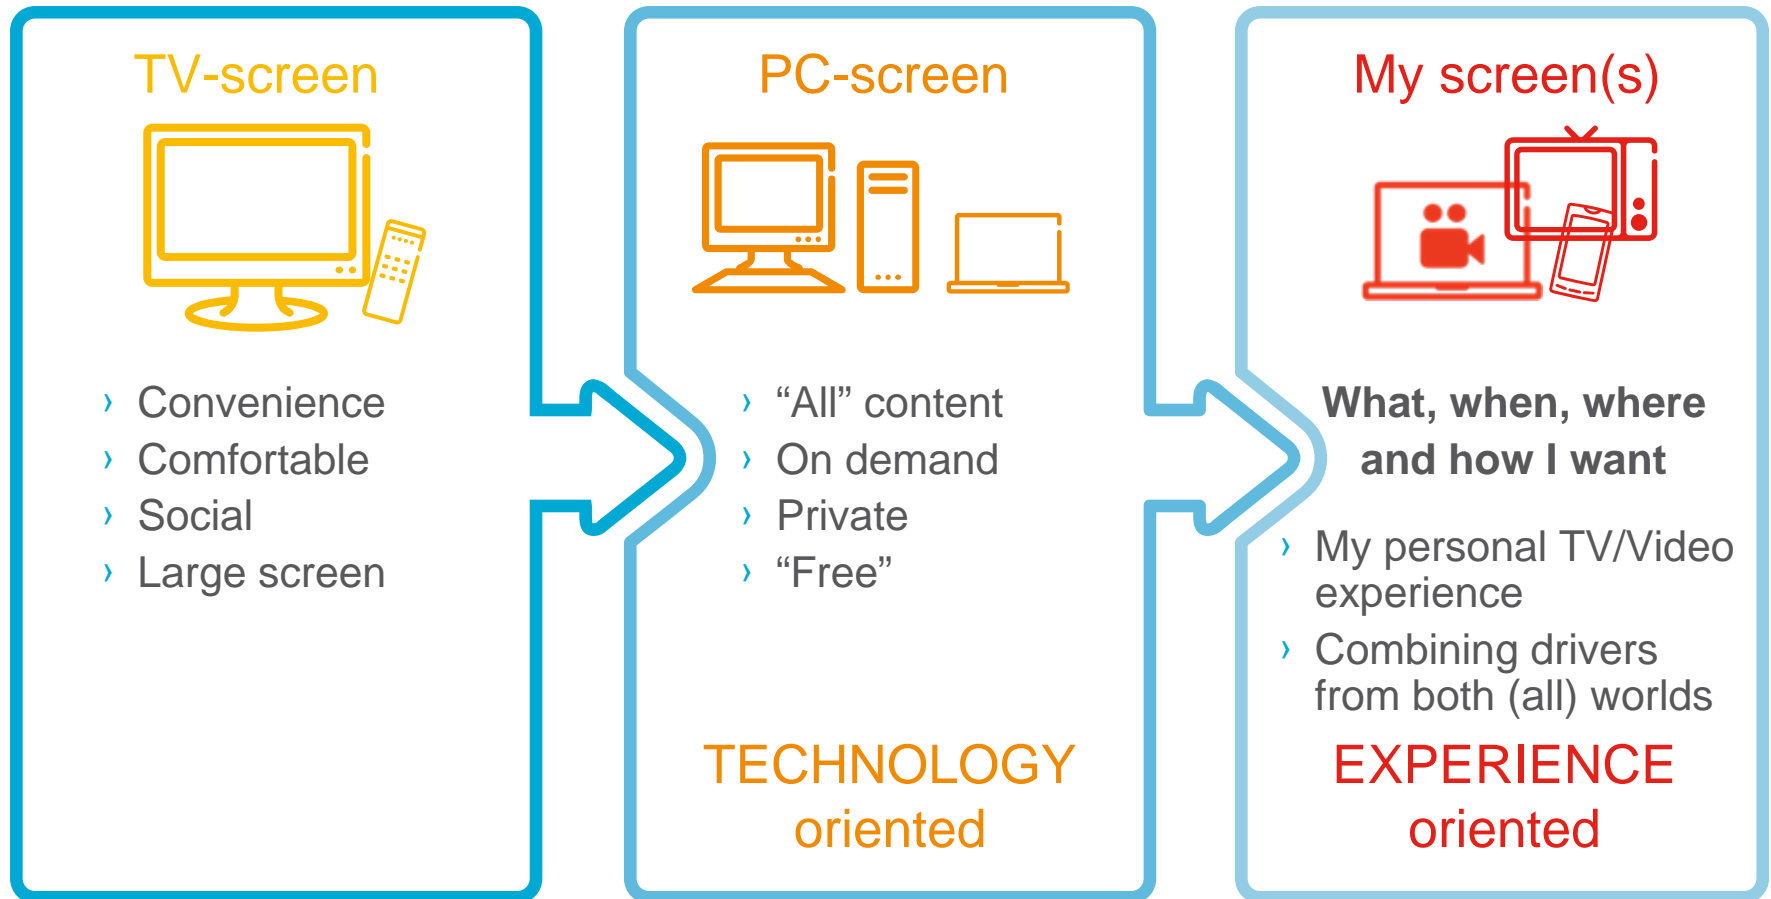 TV-screen
› Convenience
› Comfortable
› Social
› Large screen
PC-screen
› “All” content
› On demand
› Private
› “Free”
TECHNOLOGY
oriented
My screen(s)
What, when, where
and how I want
› My personal TV/Video
experience
› Combining drivers
from both (all) worlds
EXPERIENCE
oriented